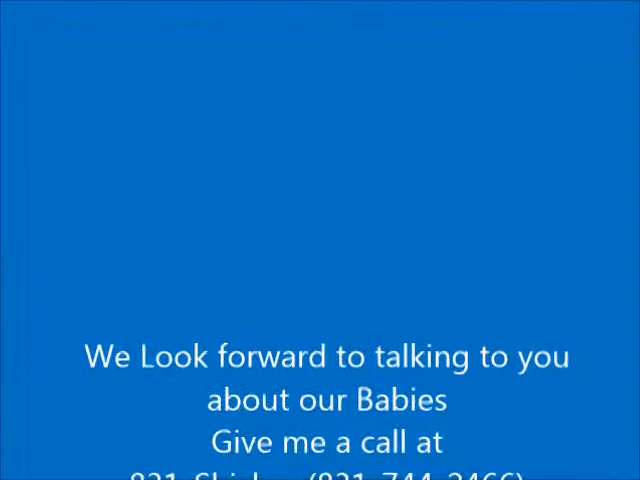 We Look forward to talking to you
about our Babies
Give me a call at